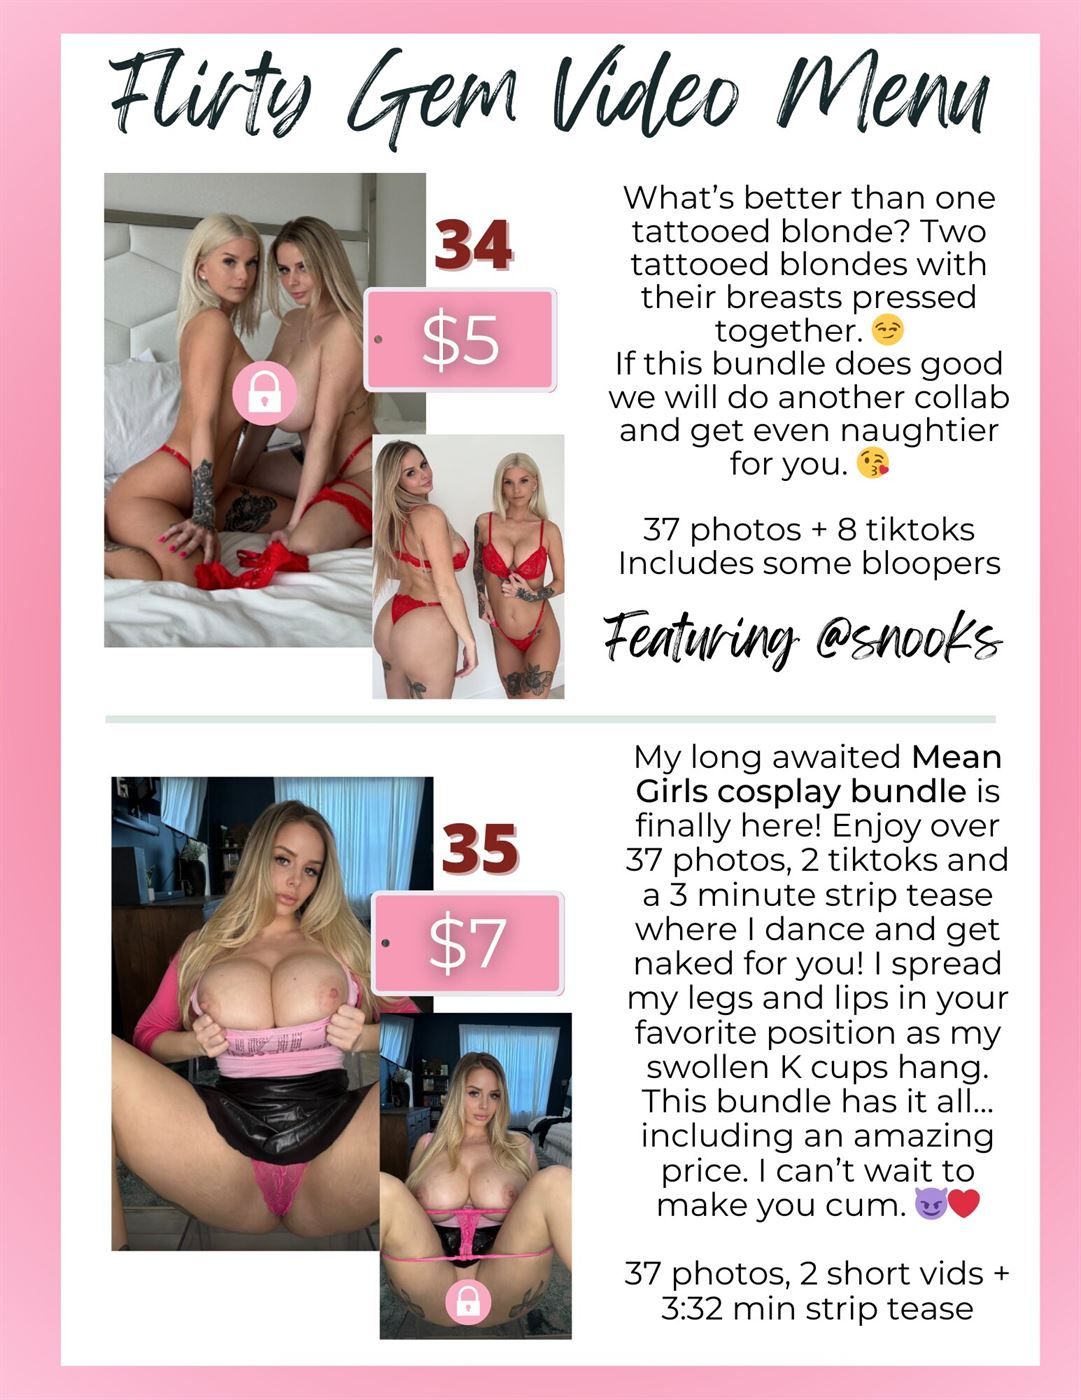 Flirty Gem Video Menu
34
$5
What’s better than one
tattooed blonde? Two
tattooed blondes with
their breasts pressed
together. 😏
If this bundle does good
we will do another collab
and get even naughtier
for you. 😘
37 photos + 8 tiktoks
Includes some bloopers
Featuring @snooks
35
$7
My long awaited Mean
Girls cosplay bundle is
finally here! Enjoy over
37 photos, 2 tiktoks and
a 3 minute strip tease
where I dance and get
naked for you! I spread
my legs and lips in your
favorite position as my
swollen K cups hang.
This bundle has it all...
including an amazing
price. I can’t wait to
make you cum. 😈❤️
37 photos, 2 short vids +
3:32 min strip tease